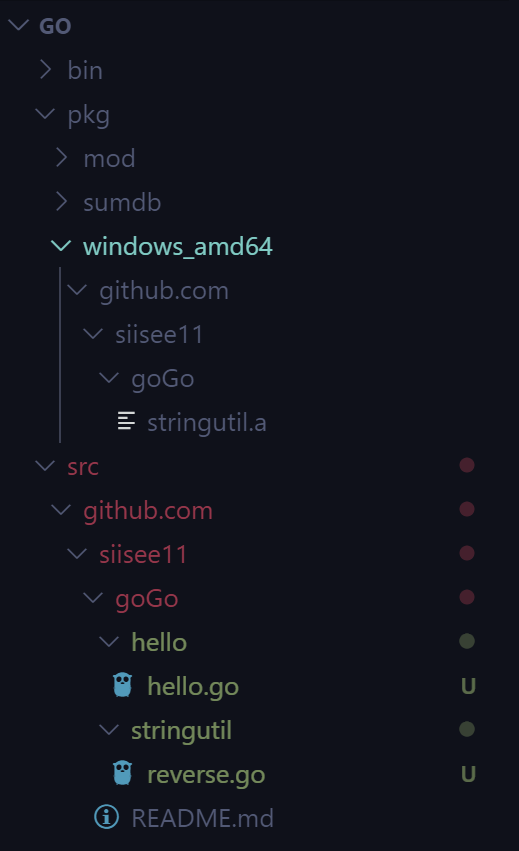 GO
bin
pkg
mod
sumdb
windows_amd64
github.com
siisee11
goGo
stringutil.a
src
github.com
siisee11
goGo
hello
hello.go U
stringutil
reverse.go U
README.md